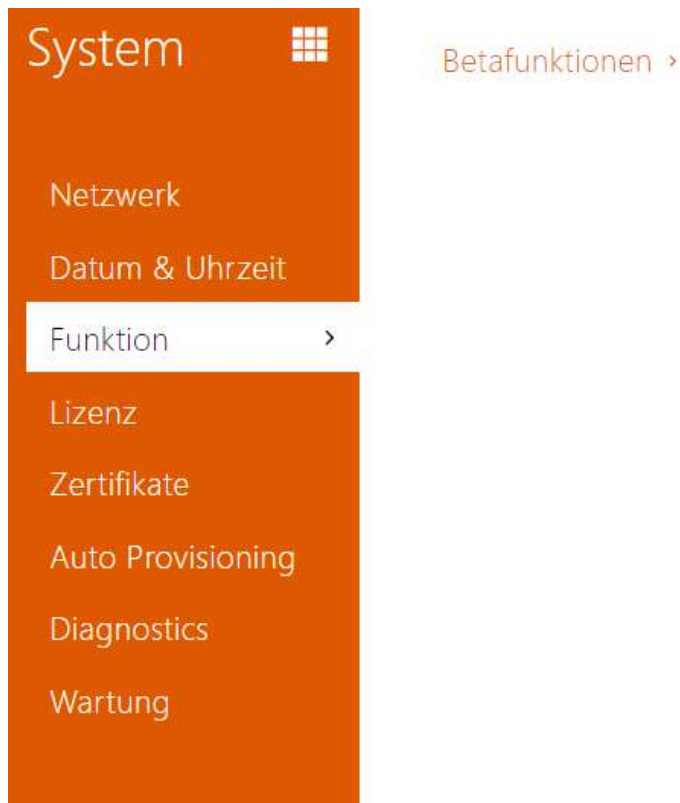 System
Betafunktionen ›
Netzwerk
Datum & Uhrzeit
Funktion ›
Lizenz
Zertifikate
Auto Provisioning
Diagnostics
Wartung